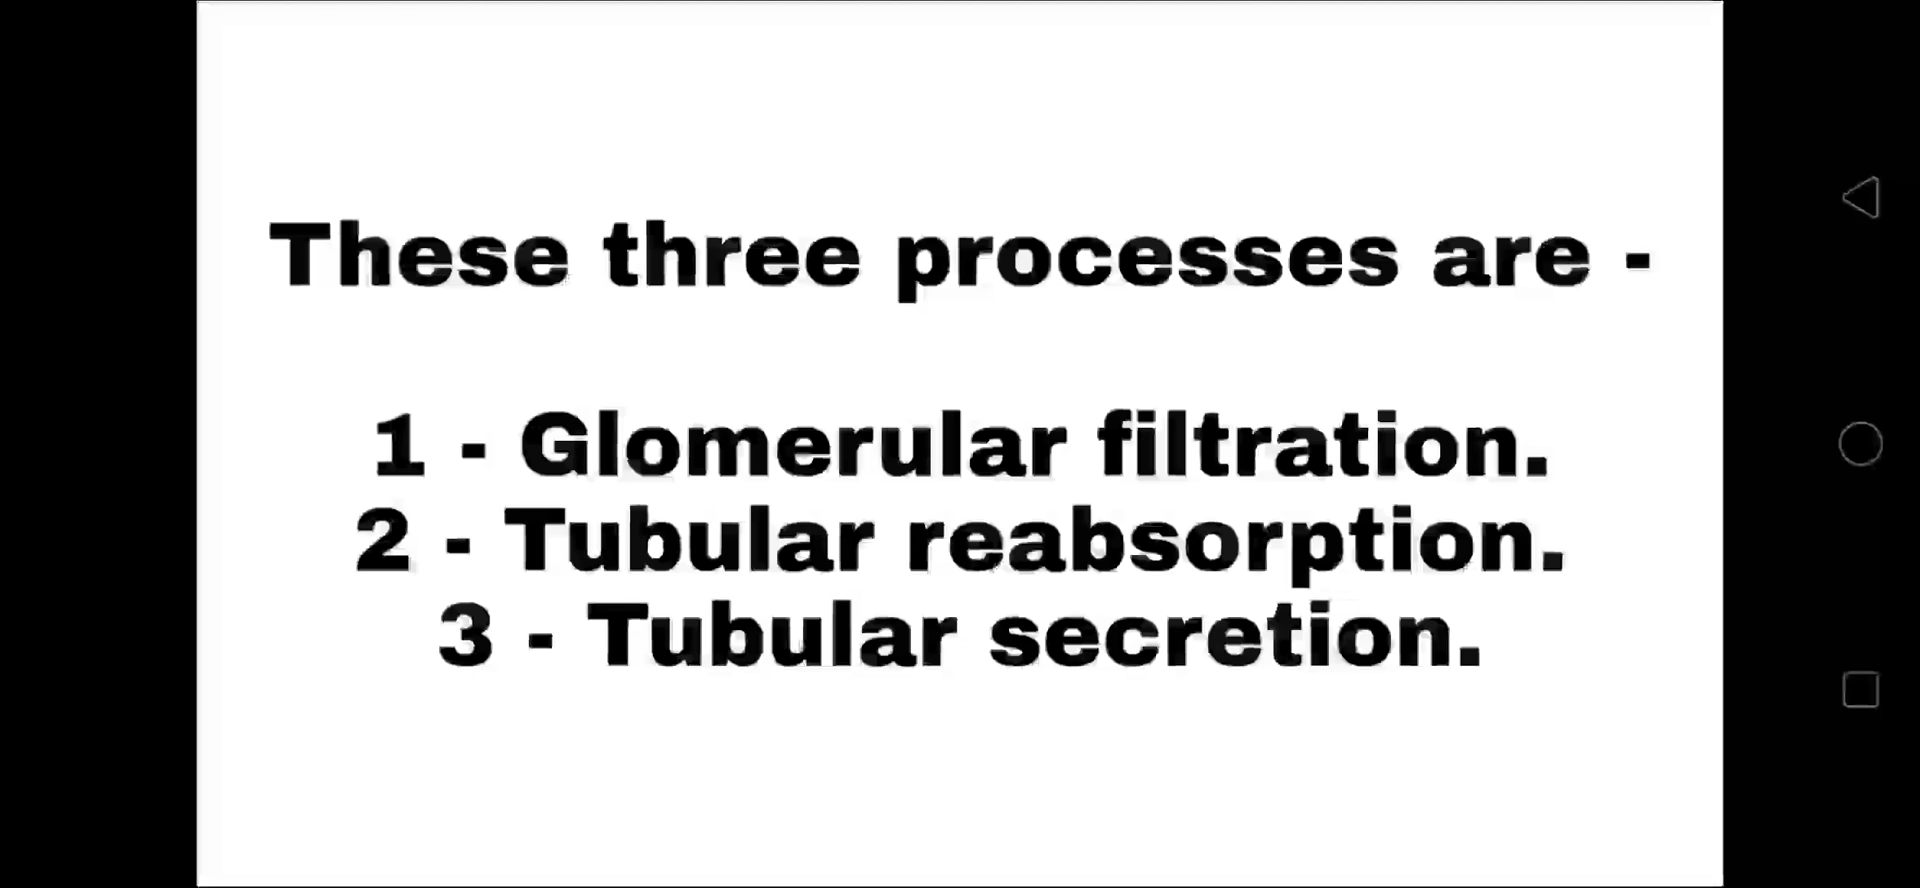 These three processes are -
1 - Glomerular filtration.
2 - Tubular reabsorption.
3 - Tubular secretion.